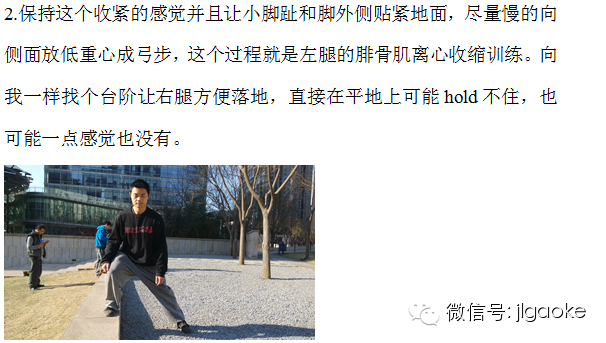 2.保持这个收紧的感觉并且让小脚趾和脚外侧贴紧地面，尽量慢的向
侧面放低重心成弓步，这个过程就是左腿的腓骨肌离心收缩训练。向
我一样找个台阶让右腿方便落地，直接在平地上可能 hold 不住，也
可能一点感觉也没有。
微信号: jlgaoke